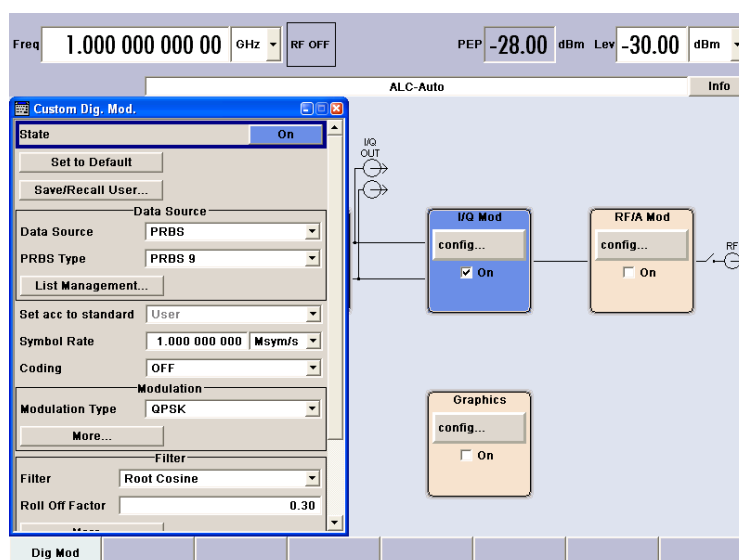 Freq 1.000 000 000 00 GHz RF OFF PEP -28.00 dBm Lev -30.00 dBm
ALC-Auto Info
Custom Dig. Mod.
State On
Set to Default
Save/Recall User...
Data Source
Data Source PRBS
PRBS Type PRBS 9
List Management...
Set acc to standard User
Symbol Rate 1.000 000 000 Msym/s
Coding OFF
Modulation
Modulation Type QPSK
More...
Filter
Filter Root Cosine
Roll Off Factor 0.30
I/Q
OUT
I/Q Mod
config...
On
RF/A Mod
config...
On
RF
Graphics
config...
On
Dig Mod